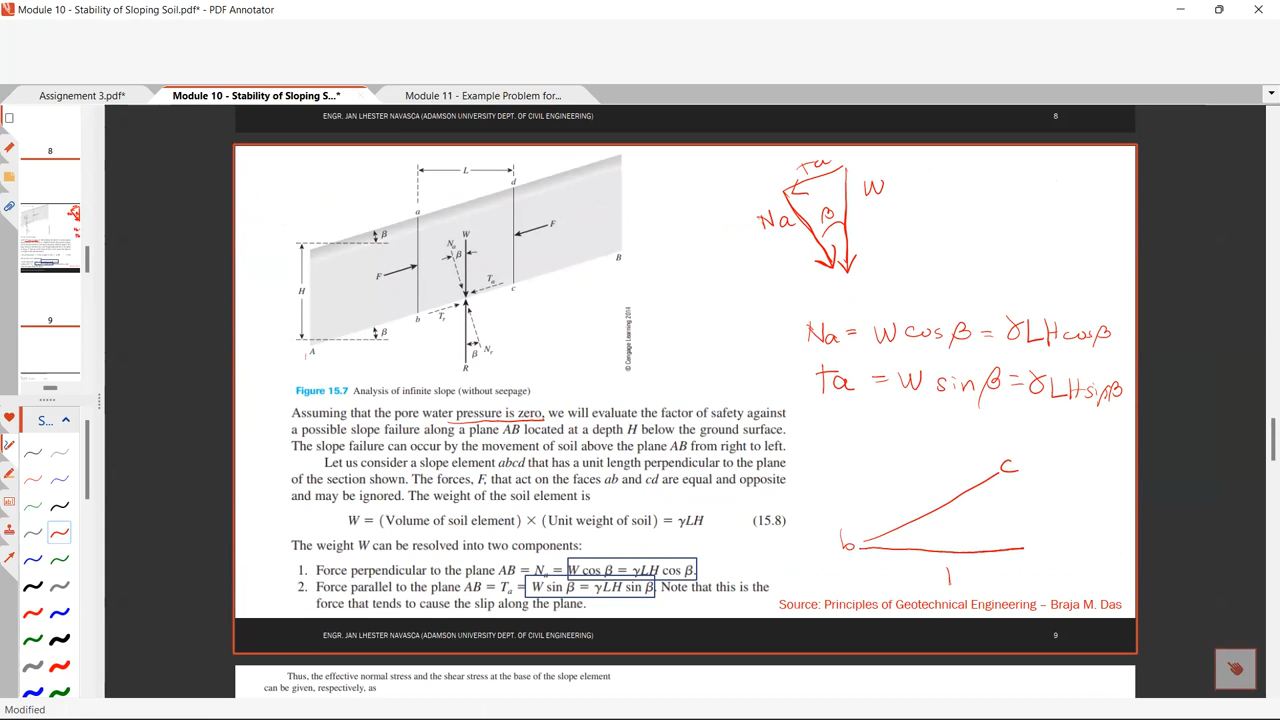 Module 10 - Stability of Sloping Soil.pdf* - PDF Annotator
Assignement 3.pdf*
Module 10 - Stability of Sloping S...*
Module 11 - Example Problem for...
8
9
S...
ENGR. JAN LHESTER NAVASCA (ADAMSON UNIVERSITY DEPT. OF CIVIL ENGINEERING) 8
L
d
a
β
W
Na
β
F
F
H
Ta
c
B
b
Tr
β
A
β
Nr
R
© Cengage Learning 2014
Figure 15.7 Analysis of infinite slope (without seepage)
Assuming that the pore water pressure is zero, we will evaluate the factor of safety against
a possible slope failure along a plane AB located at a depth H below the ground surface.
The slope failure can occur by the movement of soil above the plane AB from right to left.
Let us consider a slope element abcd that has a unit length perpendicular to the plane
of the section shown. The forces, F, that act on the faces ab and cd are equal and opposite
and may be ignored. The weight of the soil element is
W = (Volume of soil element) × (Unit weight of soil) = γLH (15.8)
The weight W can be resolved into two components:
1. Force perpendicular to the plane AB = Na = W cos β = γLH cos β.
2. Force parallel to the plane AB = Ta = W sin β = γLH sin β. Note that this is the
force that tends to cause the slip along the plane.
Ta
W
Na
β
Na = W cos β = γLH cos β
Ta = W sin β = γLH sin β
c
b
Source: Principles of Geotechnical Engineering – Braja M. Das
ENGR. JAN LHESTER NAVASCA (ADAMSON UNIVERSITY DEPT. OF CIVIL ENGINEERING) 9
Thus, the effective normal stress and the shear stress at the base of the slope element
can be given, respectively, as
Modified